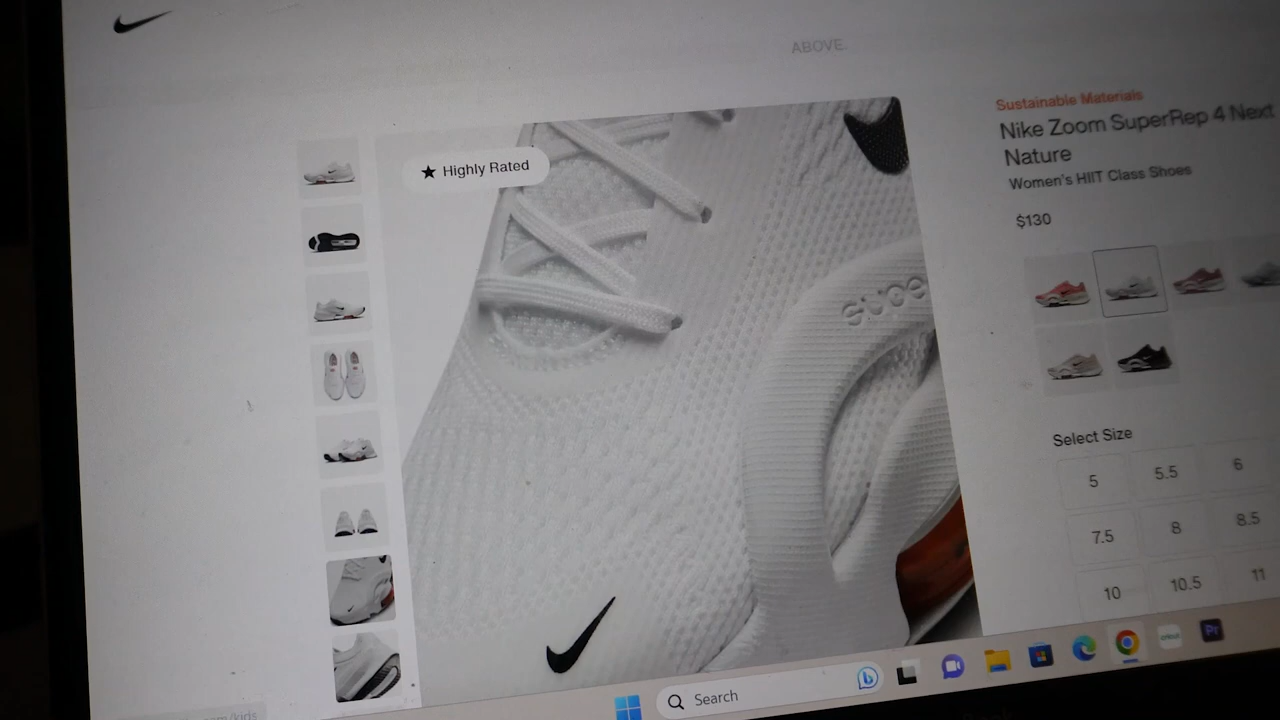 ABOVE.
Sustainable Materials
Nike Zoom SuperRep 4 Next
Nature
Women's HIIT Class Shoes
$130
★ Highly Rated
Select Size
5 5.5 6
7.5 8 8.5
10 10.5 11
Search
Pr